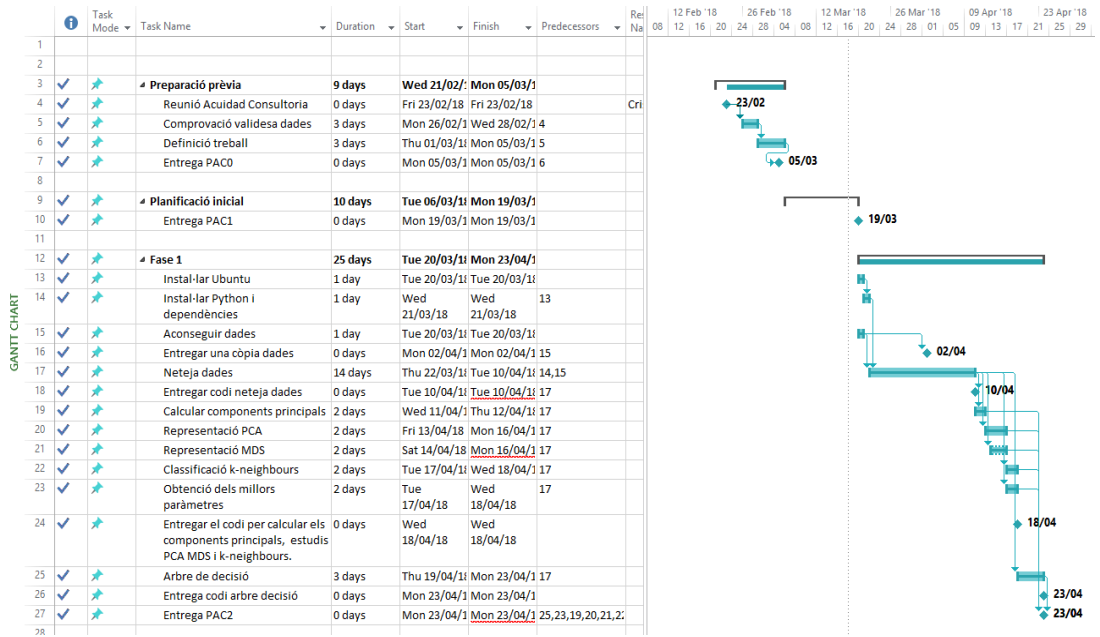 Task Mode Task Name Duration Start Finish Predecessors Re Na
12 Feb '18 26 Feb '18 12 Mar '18 26 Mar '18 09 Apr '18 23 Apr '18
08 12 16 20 24 28 04 08 12 16 20 24 28 01 05 09 13 17 21 25 29
GANTT CHART
1
2
3 Preparació prèvia 9 days Wed 21/02/ Mon 05/03/1
4 Reunió Acuidad Consultoria 0 days Fri 23/02/18 Fri 23/02/18 Cri 23/02
5 Comprovació validesa dades 3 days Mon 26/02/1 Wed 28/02/1 4
6 Definició treball 3 days Thu 01/03/18 Mon 05/03/1 5
7 Entrega PAC0 0 days Mon 05/03/1 Mon 05/03/1 6 05/03
8
9 Planificació inicial 10 days Tue 06/03/18 Mon 19/03/1
10 Entrega PAC1 0 days Mon 19/03/1 Mon 19/03/1 19/03
11
12 Fase 1 25 days Tue 20/03/18 Mon 23/04/1
13 Instal·lar Ubuntu 1 day Tue 20/03/18 Tue 20/03/18
14 Instal·lar Python i 1 day Wed Wed 13
dependències 21/03/18 21/03/18
15 Aconseguir dades 1 day Tue 20/03/18 Tue 20/03/18
16 Entregar una còpia dades 0 days Mon 02/04/1 Mon 02/04/1 15 02/04
17 Neteja dades 14 days Thu 22/03/18 Tue 10/04/18 14,15
18 Entregar codi neteja dades 0 days Tue 10/04/18 Tue 10/04/18 17 10/04
19 Calcular components principals 2 days Wed 11/04/1 Thu 12/04/18 17
20 Representació PCA 2 days Fri 13/04/18 Mon 16/04/1 17
21 Representació MDS 2 days Sat 14/04/18 Mon 16/04/1 17
22 Classificació k-neighbours 2 days Tue 17/04/18 Wed 18/04/1 17
23 Obtenció dels millors 2 days Tue Wed 17
paràmetres 17/04/18 18/04/18
24 Entregar el codi per calcular els 0 days Wed Wed 18/04
components principals, estudis 18/04/18 18/04/18
PCA MDS i k-neighbours.
25 Arbre de decisió 3 days Thu 19/04/18 Mon 23/04/1 17
26 Entrega codi arbre decisió 0 days Mon 23/04/1 Mon 23/04/1 23/04
27 Entrega PAC2 0 days Mon 23/04/1 Mon 23/04/1 25,23,19,20,21,22 23/04
28